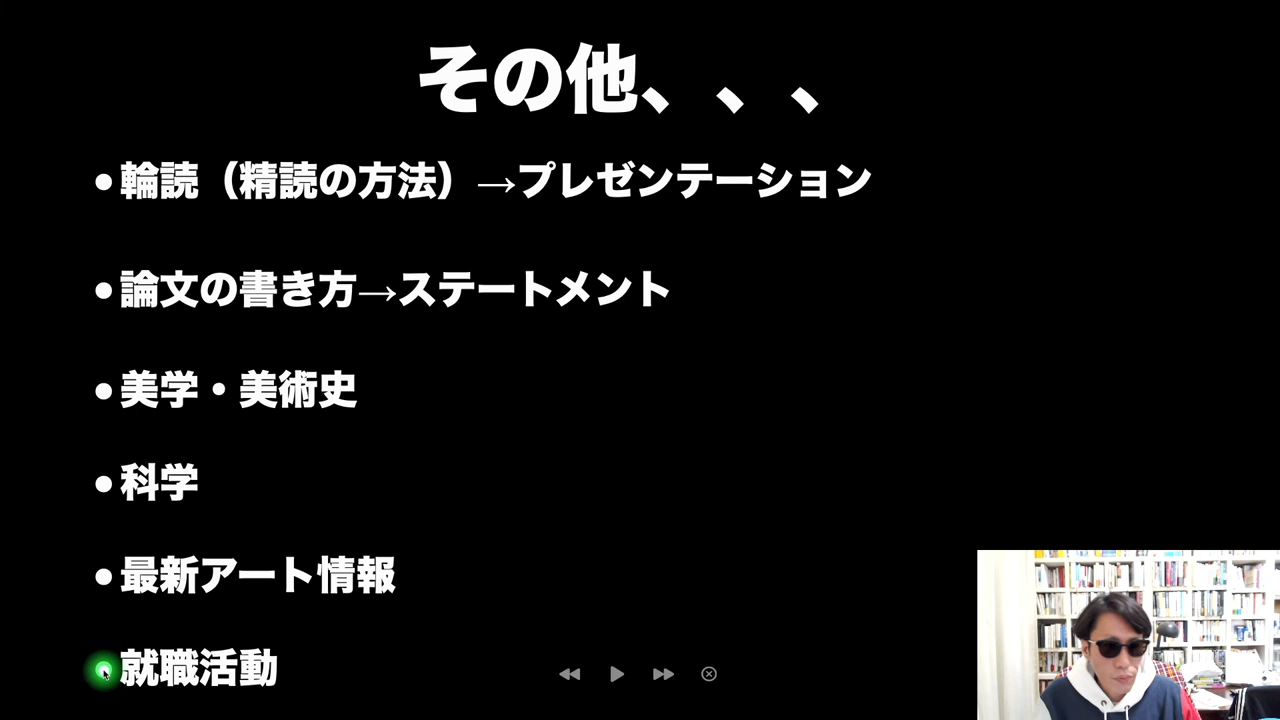 その他、、、
•輪読（精読の方法）→プレゼンテーション
•論文の書き方→ステートメント
•美学・美術史
•科学
•最新アート情報
•就職活動